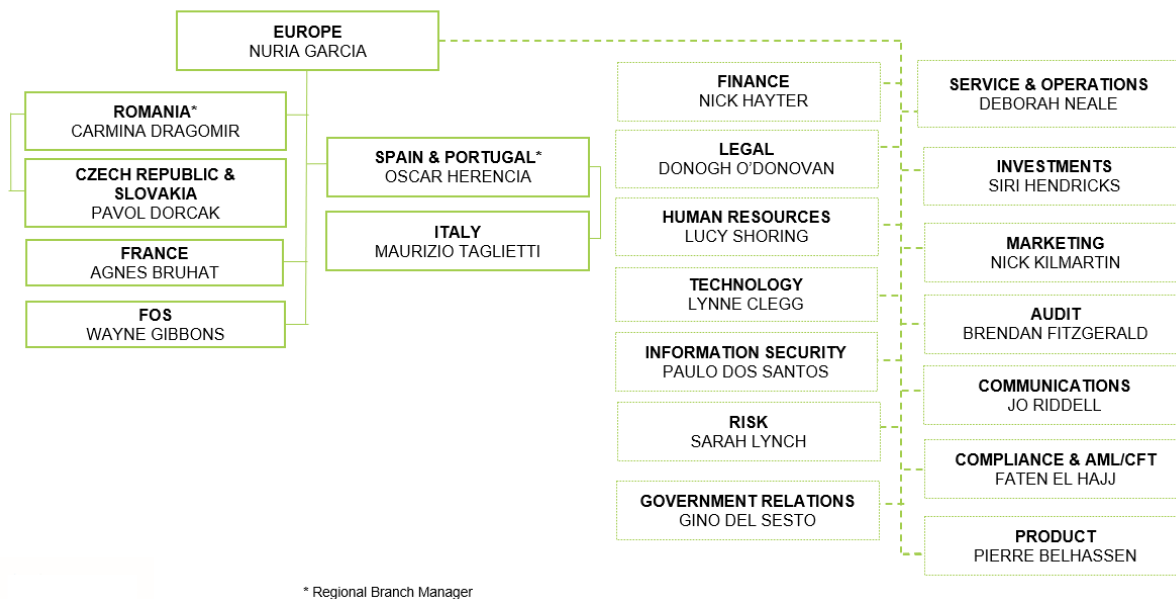 EUROPE
NURIA GARCIA
ROMANIA*
CARMINA DRAGOMIR
CZECH REPUBLIC &
SLOVAKIA
PAVOL DORCAK
FRANCE
AGNES BRUHAT
FOS
WAYNE GIBBONS
SPAIN & PORTUGAL*
OSCAR HERENCIA
ITALY
MAURIZIO TAGLIETTI
FINANCE
NICK HAYTER
LEGAL
DONOGH O’DONOVAN
HUMAN RESOURCES
LUCY SHORING
TECHNOLOGY
LYNNE CLEGG
INFORMATION SECURITY
PAULO DOS SANTOS
RISK
SARAH LYNCH
GOVERNMENT RELATIONS
GINO DEL SESTO
SERVICE & OPERATIONS
DEBORAH NEALE
INVESTMENTS
SIRI HENDRICKS
MARKETING
NICK KILMARTIN
AUDIT
BRENDAN FITZGERALD
COMMUNICATIONS
JO RIDDELL
COMPLIANCE & AML/CFT
FATEN EL HAJJ
PRODUCT
PIERRE BELHASSEN
* Regional Branch Manager